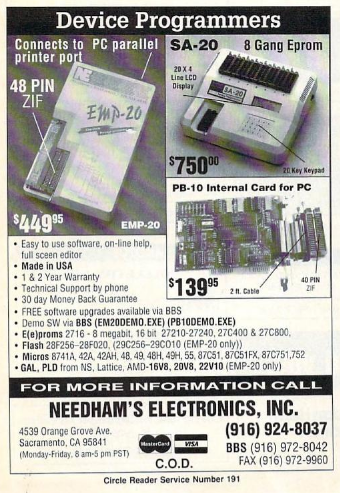 Device Programmers
Connects to PC parallel
printer port
48 PIN
ZIF
EMP-20
$449⁹⁵
EMP-20
SA-20 8 Gang Eprom
20 X 4
Line LCD
Display
SA-20
$750⁰⁰
20 Key Keypad
PB-10 Internal Card for PC
$139⁹⁵
2 ft. Cable
40 PIN
ZIF
• Easy to use software, on-line help,
full sceen editor
• Made in USA
• 1 & 2 Year Warranty
• Technical Support by phone
• 30 day Money Back Guarantee
• FREE software upgrades available via BBS
• Demo SW via BBS (EM20DEMO.EXE) (PB10DEMO.EXE)
• E(e)proms 2716 - 8 megabit, 16 bit 27210-27240, 27C400 & 27C800,
• Flash 28F256-28F020, (29C256-29C010 (EMP-20 only))
• Micros 8741A, 42A, 42AH, 48, 49, 48H, 49H, 55, 87C51, 87C51FX, 87C751,752
• GAL, PLD from NS, Lattice, AMD-16V8, 20V8, 22V10 (EMP-20 only)
FOR MORE INFORMATION CALL
NEEDHAM'S ELECTRONICS, INC.
4539 Orange Grove Ave.
Sacramento, CA 95841
(Monday-Friday, 8 am-5 pm PST)
MasterCard
VISA
C.O.D.
(916) 924-8037
BBS (916) 972-8042
FAX (916) 972-9960
Circle Reader Service Number 191